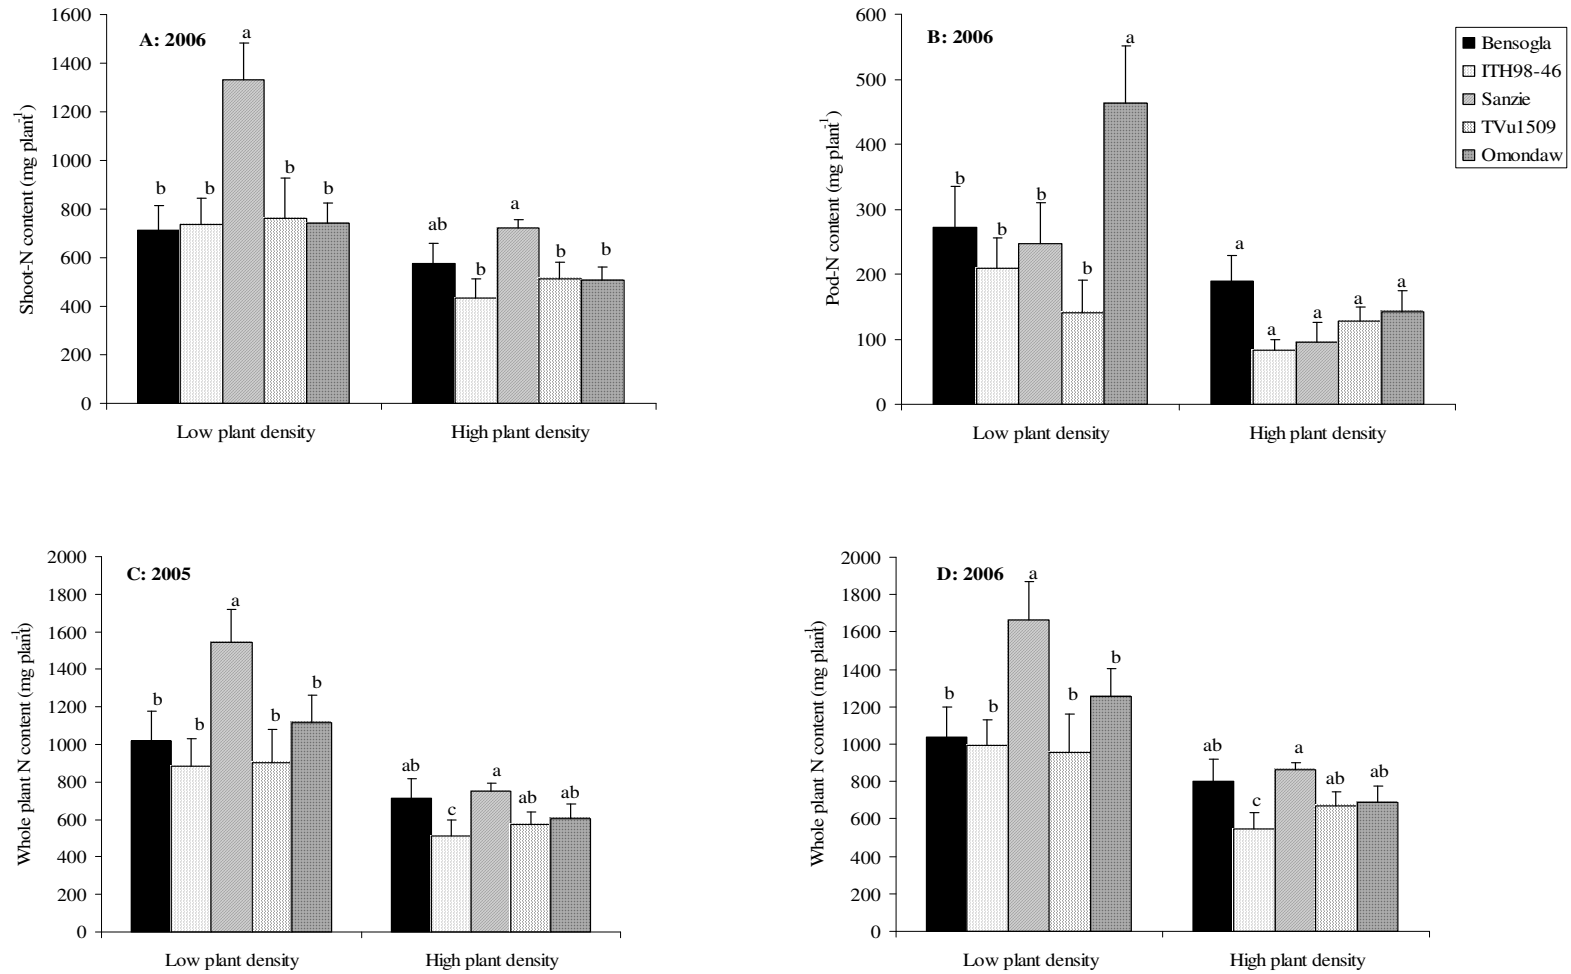 A: 2006
Shoot-N content (mg plant-1)
1600
1400
1200
1000
800
600
400
200
0
b
b
a
b
b
ab
b
a
b
b
Low plant density
High plant density
B: 2006
Pod-N content (mg plant-1)
600
500
400
300
200
100
0
b
b
b
b
a
a
a
a
a
a
Low plant density
High plant density
Bensogla
ITH98-46
Sanzie
TVu1509
Omondaw
C: 2005
Whole plant N content (mg plant-1)
2000
1800
1600
1400
1200
1000
800
600
400
200
0
b
b
a
b
b
ab
c
a
ab
ab
Low plant density
High plant density
D: 2006
Whole plant N content (mg plant-1)
2000
1800
1600
1400
1200
1000
800
600
400
200
0
b
b
a
b
b
ab
c
a
ab
ab
Low plant density
High plant density